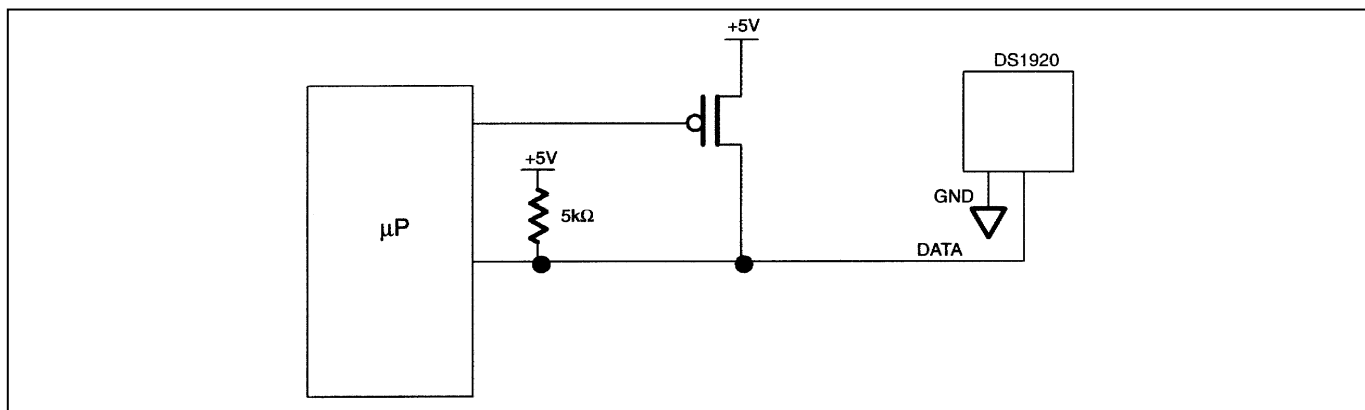 +5V
DS1920
+5V
5kΩ
GND
µP
DATA